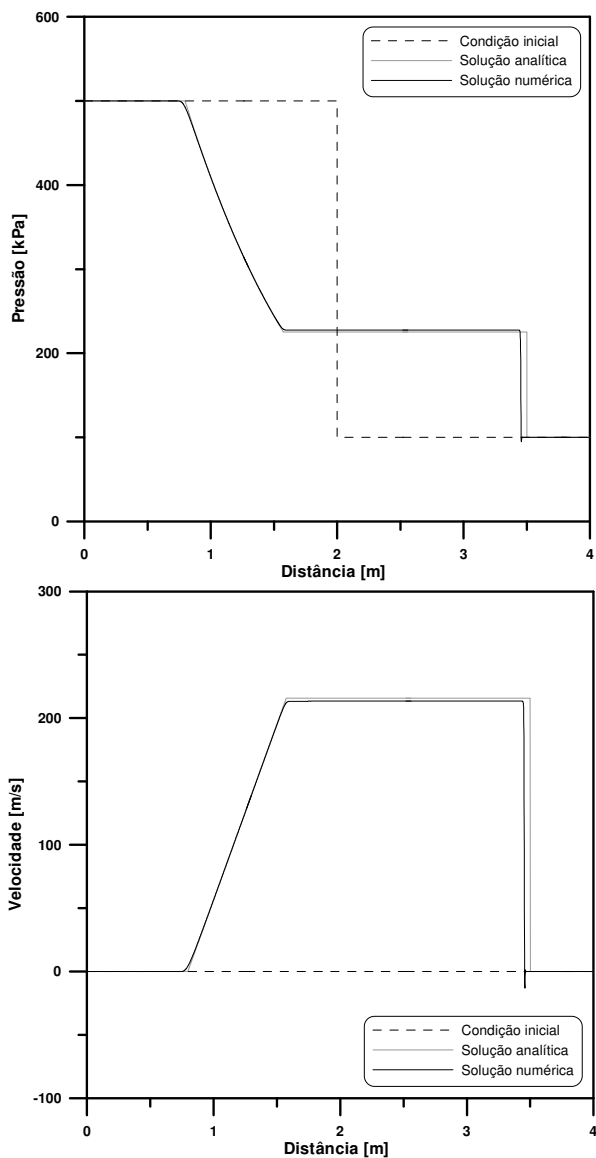 600
Condição inicial
Solução analítica
Solução numérica
400
Pressão [kPa]
200
0
0 1 2 3 4
Distância [m]
300
200
Velocidade [m/s]
100
0
Condição inicial
Solução analítica
Solução numérica
-100
0 1 2 3 4
Distância [m]